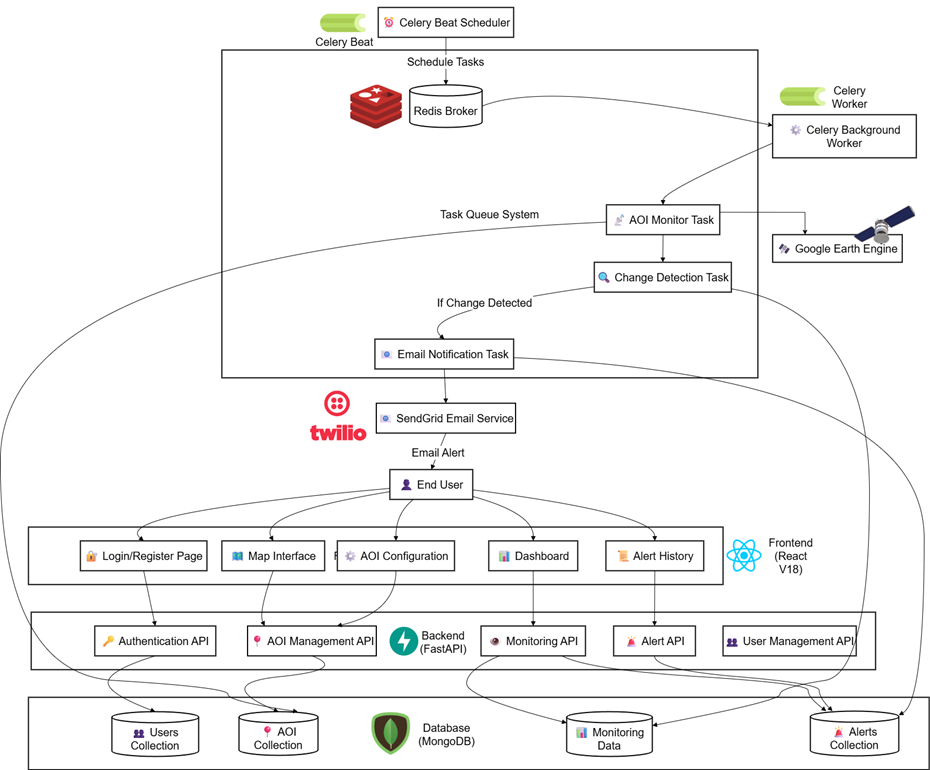 Celery Beat Scheduler
Celery Beat
Schedule Tasks
Redis Broker
Celery
Worker
Celery Background
Worker
Task Queue System
AOI Monitor Task
Google Earth Engine
Change Detection Task
If Change Detected
Email Notification Task
twilio
SendGrid Email Service
Email Alert
End User
Login/Register Page
Map Interface
F
AOI Configuration
Dashboard
Alert History
Frontend
(React
V18)
Authentication API
AOI Management API
Backend
(FastAPI)
Monitoring API
Alert API
User Management API
Users
Collection
AOI
Collection
Database
(MongoDB)
Monitoring
Data
Alerts
Collection